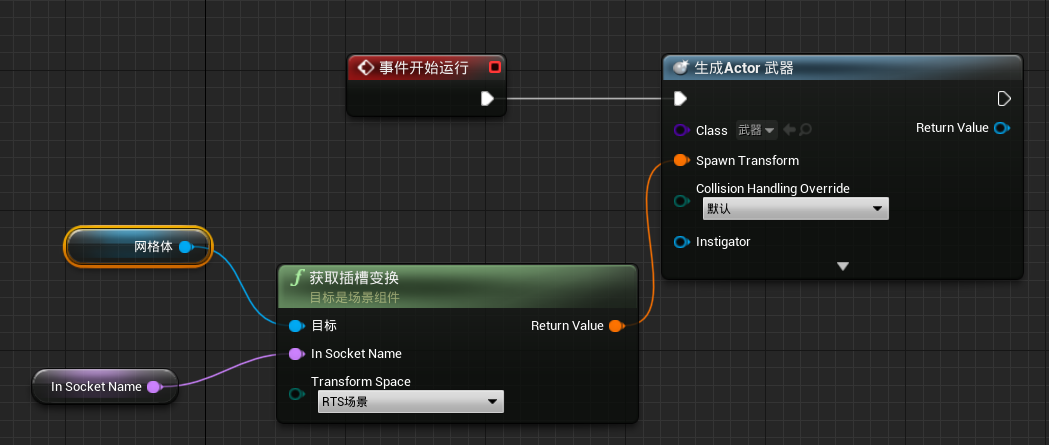 事件开始运行
生成Actor 武器
Class 武器
Return Value
Spawn Transform
Collision Handling Override
默认
Instigator
网格体
获取插槽变换
目标是场景组件
目标
Return Value
In Socket Name
Transform Space
RTS场景
In Socket Name